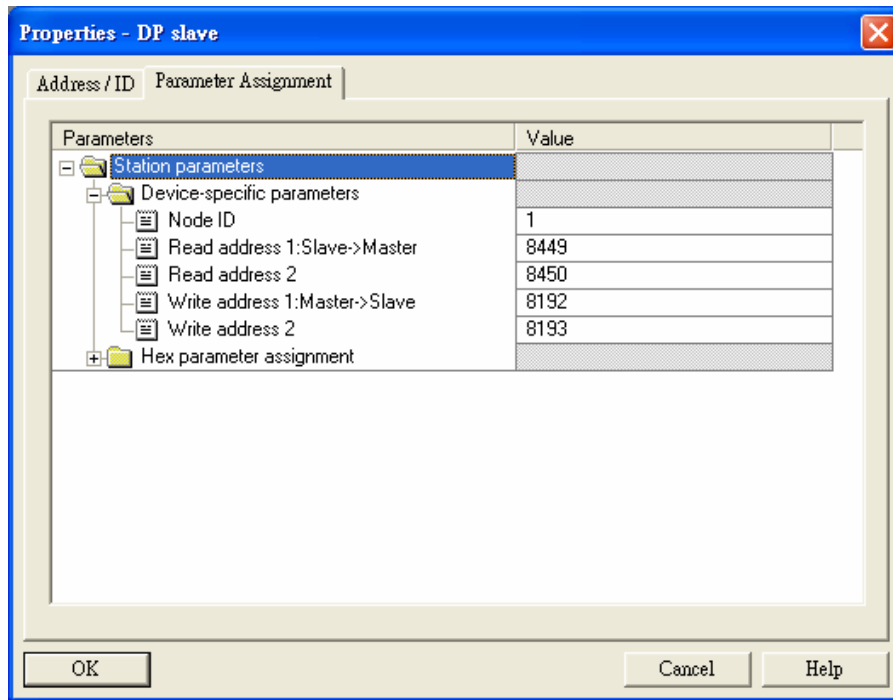 Properties - DP slave
Address / ID Parameter Assignment
Parameters Value
Station parameters
Device-specific parameters
Node ID 1
Read address 1:Slave->Master 8449
Read address 2 8450
Write address 1:Master->Slave 8192
Write address 2 8193
Hex parameter assignment
OK Cancel Help